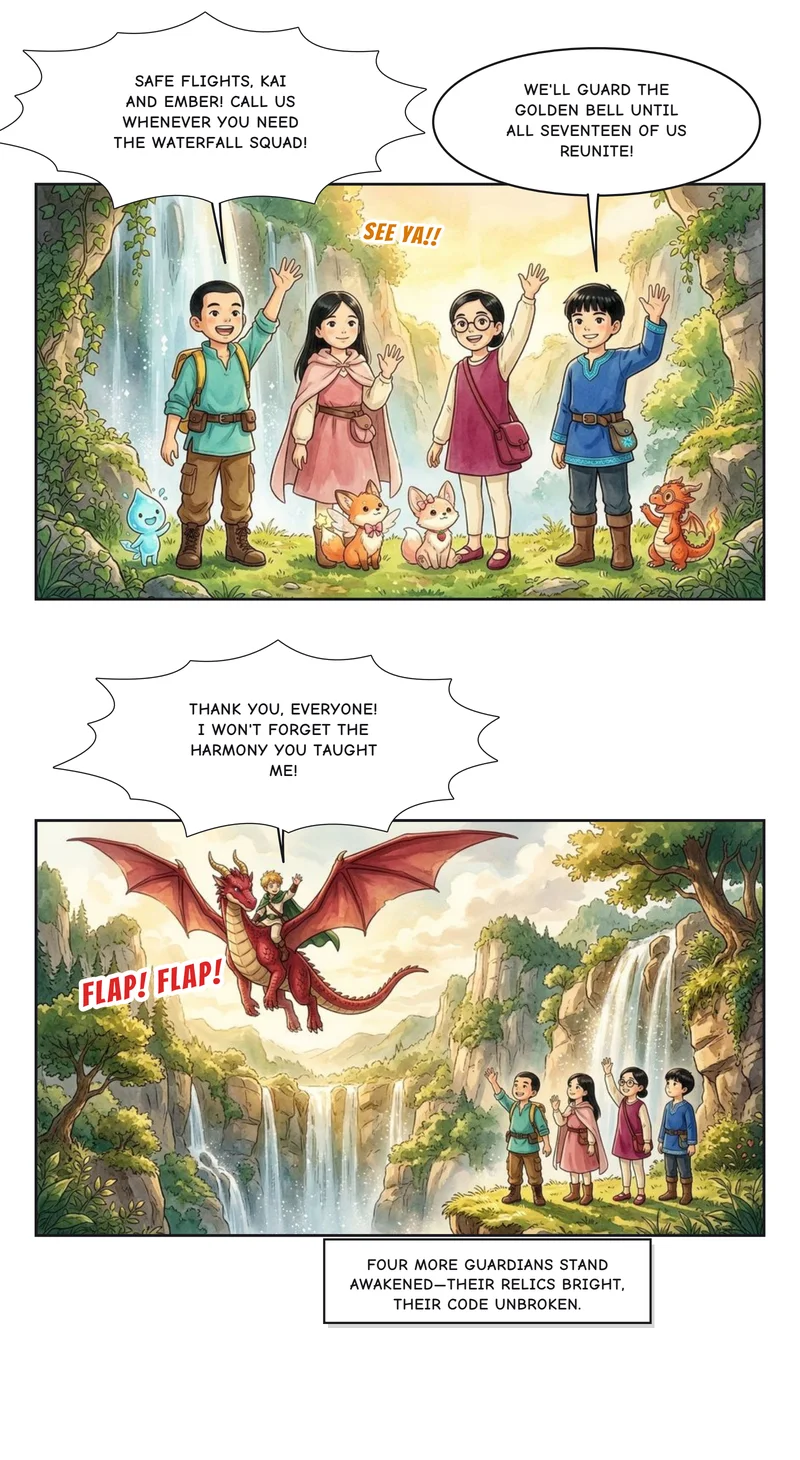 SAFE FLIGHTS, KAI
AND EMBER! CALL US
WHENEVER YOU NEED
THE WATERFALL SQUAD!
WE'LL GUARD THE
GOLDEN BELL UNTIL
ALL SEVENTEEN OF US
REUNITE!
SEE YA!!
THANK YOU, EVERYONE!
I WON'T FORGET THE
HARMONY YOU TAUGHT
ME!
FLAP! FLAP!
FOUR MORE GUARDIANS STAND
AWAKENED—THEIR RELICS BRIGHT,
THEIR CODE UNBROKEN.